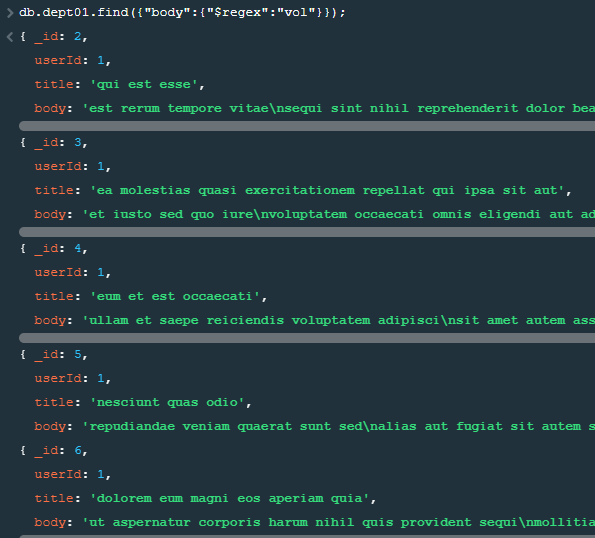 db.dept01.find({"body":{"$regex":"vol"}});
{ _id: 2,
userId: 1,
title: 'qui est esse',
body: 'est rerum tempore vitae\nsequi sint nihil reprehenderit dolor bea
{ _id: 3,
userId: 1,
title: 'ea molestias quasi exercitationem repellat qui ipsa sit aut',
body: 'et iusto sed quo iure\nvoluptatem occaecati omnis eligendi aut ad
{ _id: 4,
userId: 1,
title: 'eum et est occaecati',
body: 'ullam et saepe reiciendis voluptatem adipisci\nsit amet autem ass
{ _id: 5,
userId: 1,
title: 'nesciunt quas odio',
body: 'repudiandae veniam quaerat sunt sed\nalias aut fugiat sit autem s
{ _id: 6,
userId: 1,
title: 'dolorem eum magni eos aperiam quia',
body: 'ut aspernatur corporis harum nihil quis provident sequi\nmollitia